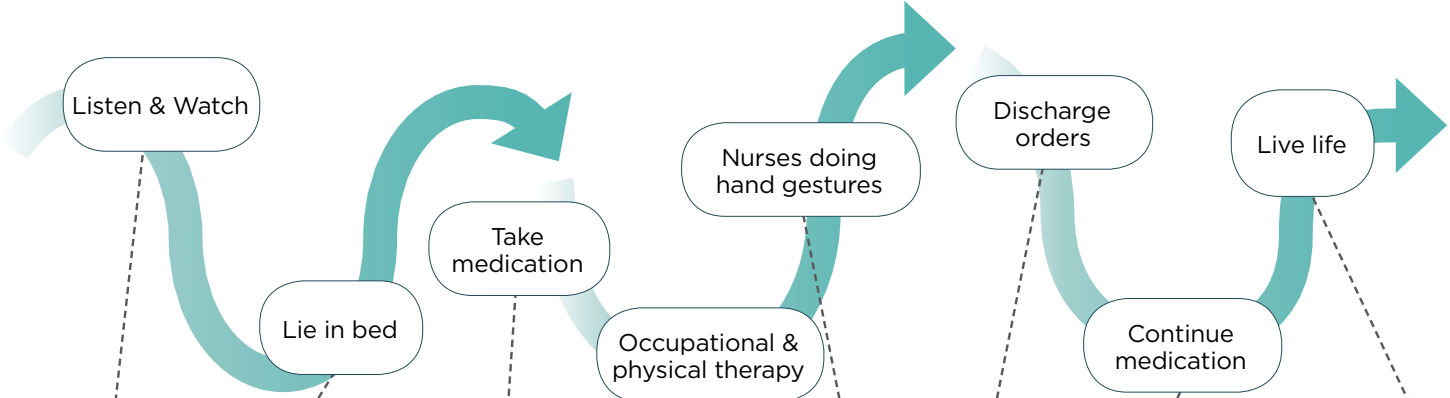 Listen & Watch
Lie in bed
Take
medication
Occupational &
physical therapy
Nurses doing
hand gestures
Discharge
orders
Continue
medication
Live life